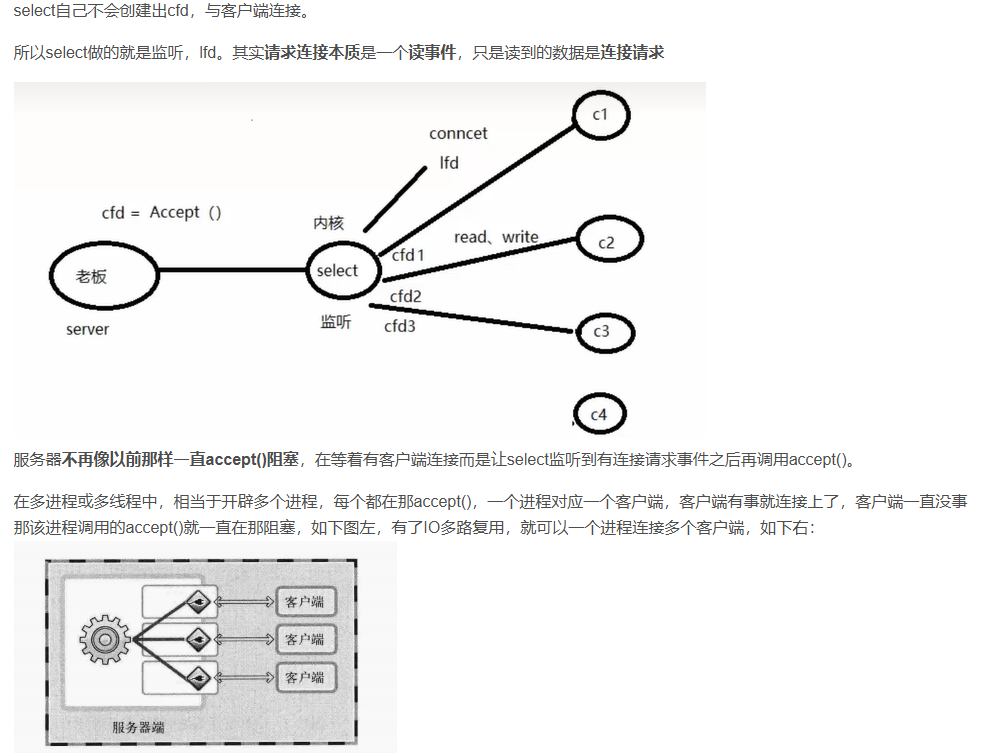 select自己不会创建出cfd，与客户端连接。
所以select做的就是监听，lfd。其实请求连接本质是一个读事件，只是读到的数据是连接请求
c1
conncet
lfd
cfd = Accept（）
内核
read、write
c2
cfd1
老板
select
cfd2
监听
cfd3
server
c3
c4
服务器不再像以前那样一直accept()阻塞，在等着有客户端连接而是让select监听到有连接请求事件之后再调用accept()。
在多进程或多线程中，相当于开辟多个进程，每个都在那accept()，一个进程对应一个客户端，客户端有事就连接上了，客户端一直没事
那该进程调用的accept()就一直在那阻塞，如下图左，有了IO多路复用，就可以一个进程连接多个客户端，如下右：
客户端
客户端
客户端
服务器端